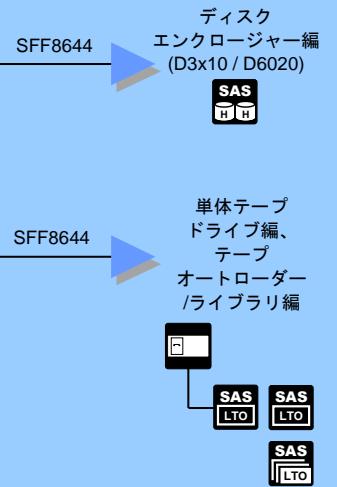 SFF8644
ディスク
エンクロージャー編
(D3x10 / D6020)
SAS
H H
SFF8644
単体テープ
ドライブ編、
テープ
オートローダー
/ライブラリ編
SAS
LTO
SAS
LTO
SAS
LTO